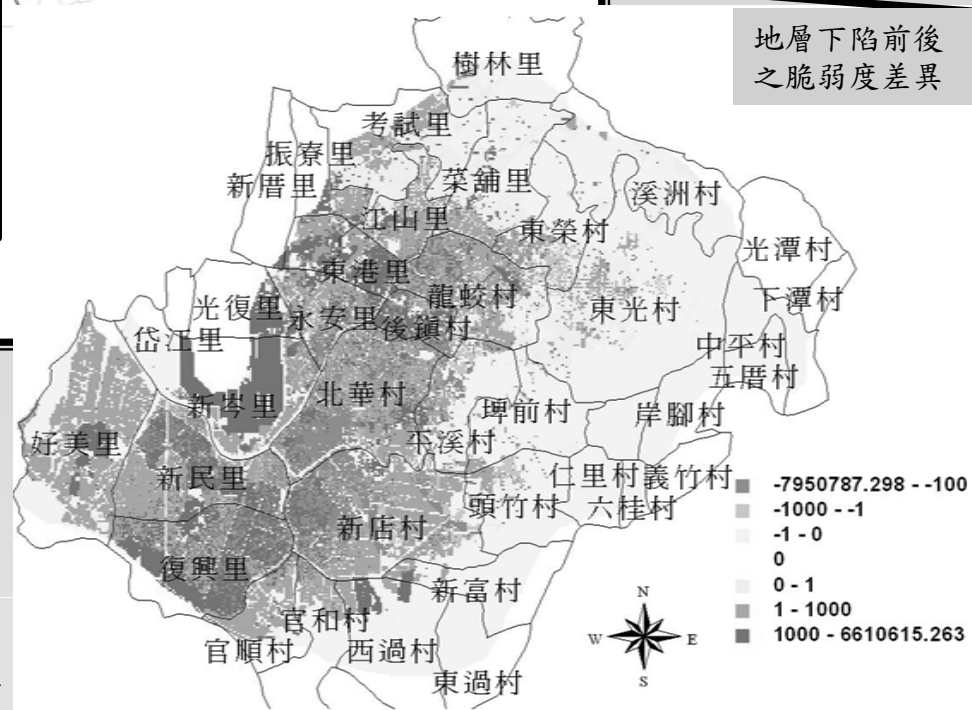 地層下陷前後
之脆弱度差異
樹林里
考試里
振寮里
菜舖里
新厝里
溪洲村
江山里
東榮村
光潭村
東港里
龍蛟村
下潭村
光復里
永安里
後鎮村
東光村
岱江里
中平村
五厝村
北華村
新岑里
埤前村
岸腳村
好美里
平溪村
新民里
仁里村
義竹村
頭竹村
六桂村
新店村
復興里
新富村
官和村
官順村
西過村
東過村
N
W
E
S
-7950787.298 - -100
-1000 - -1
-1 - 0
0
0 - 1
1 - 1000
1000 - 6610615.263